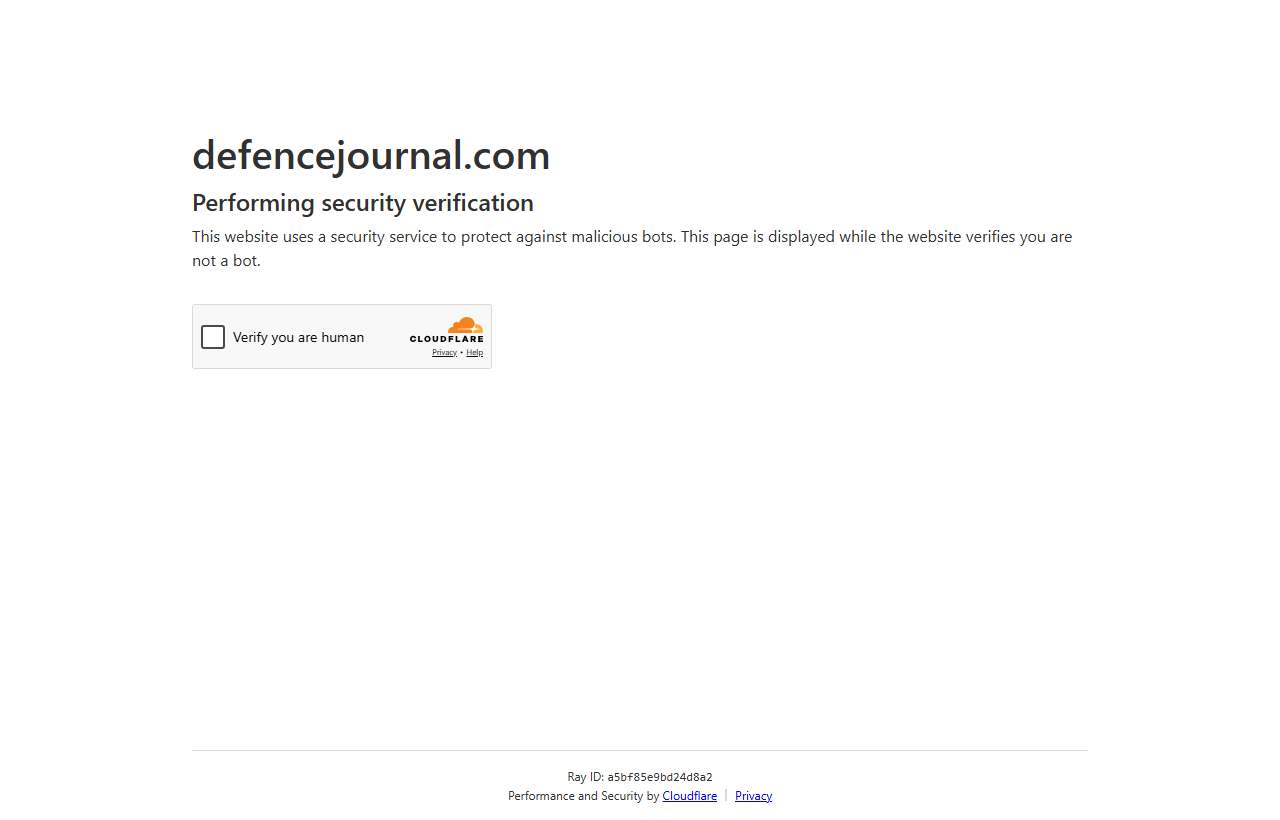 defencejournal.com
Performing security verification
This website uses a security service to protect against malicious bots. This page is displayed while the website verifies you are
not a bot.
Verify you are human
CLOUDFLARE
Privacy • Help
Ray ID: a5bf85e9bd24d8a2
Performance and Security by Cloudflare | Privacy